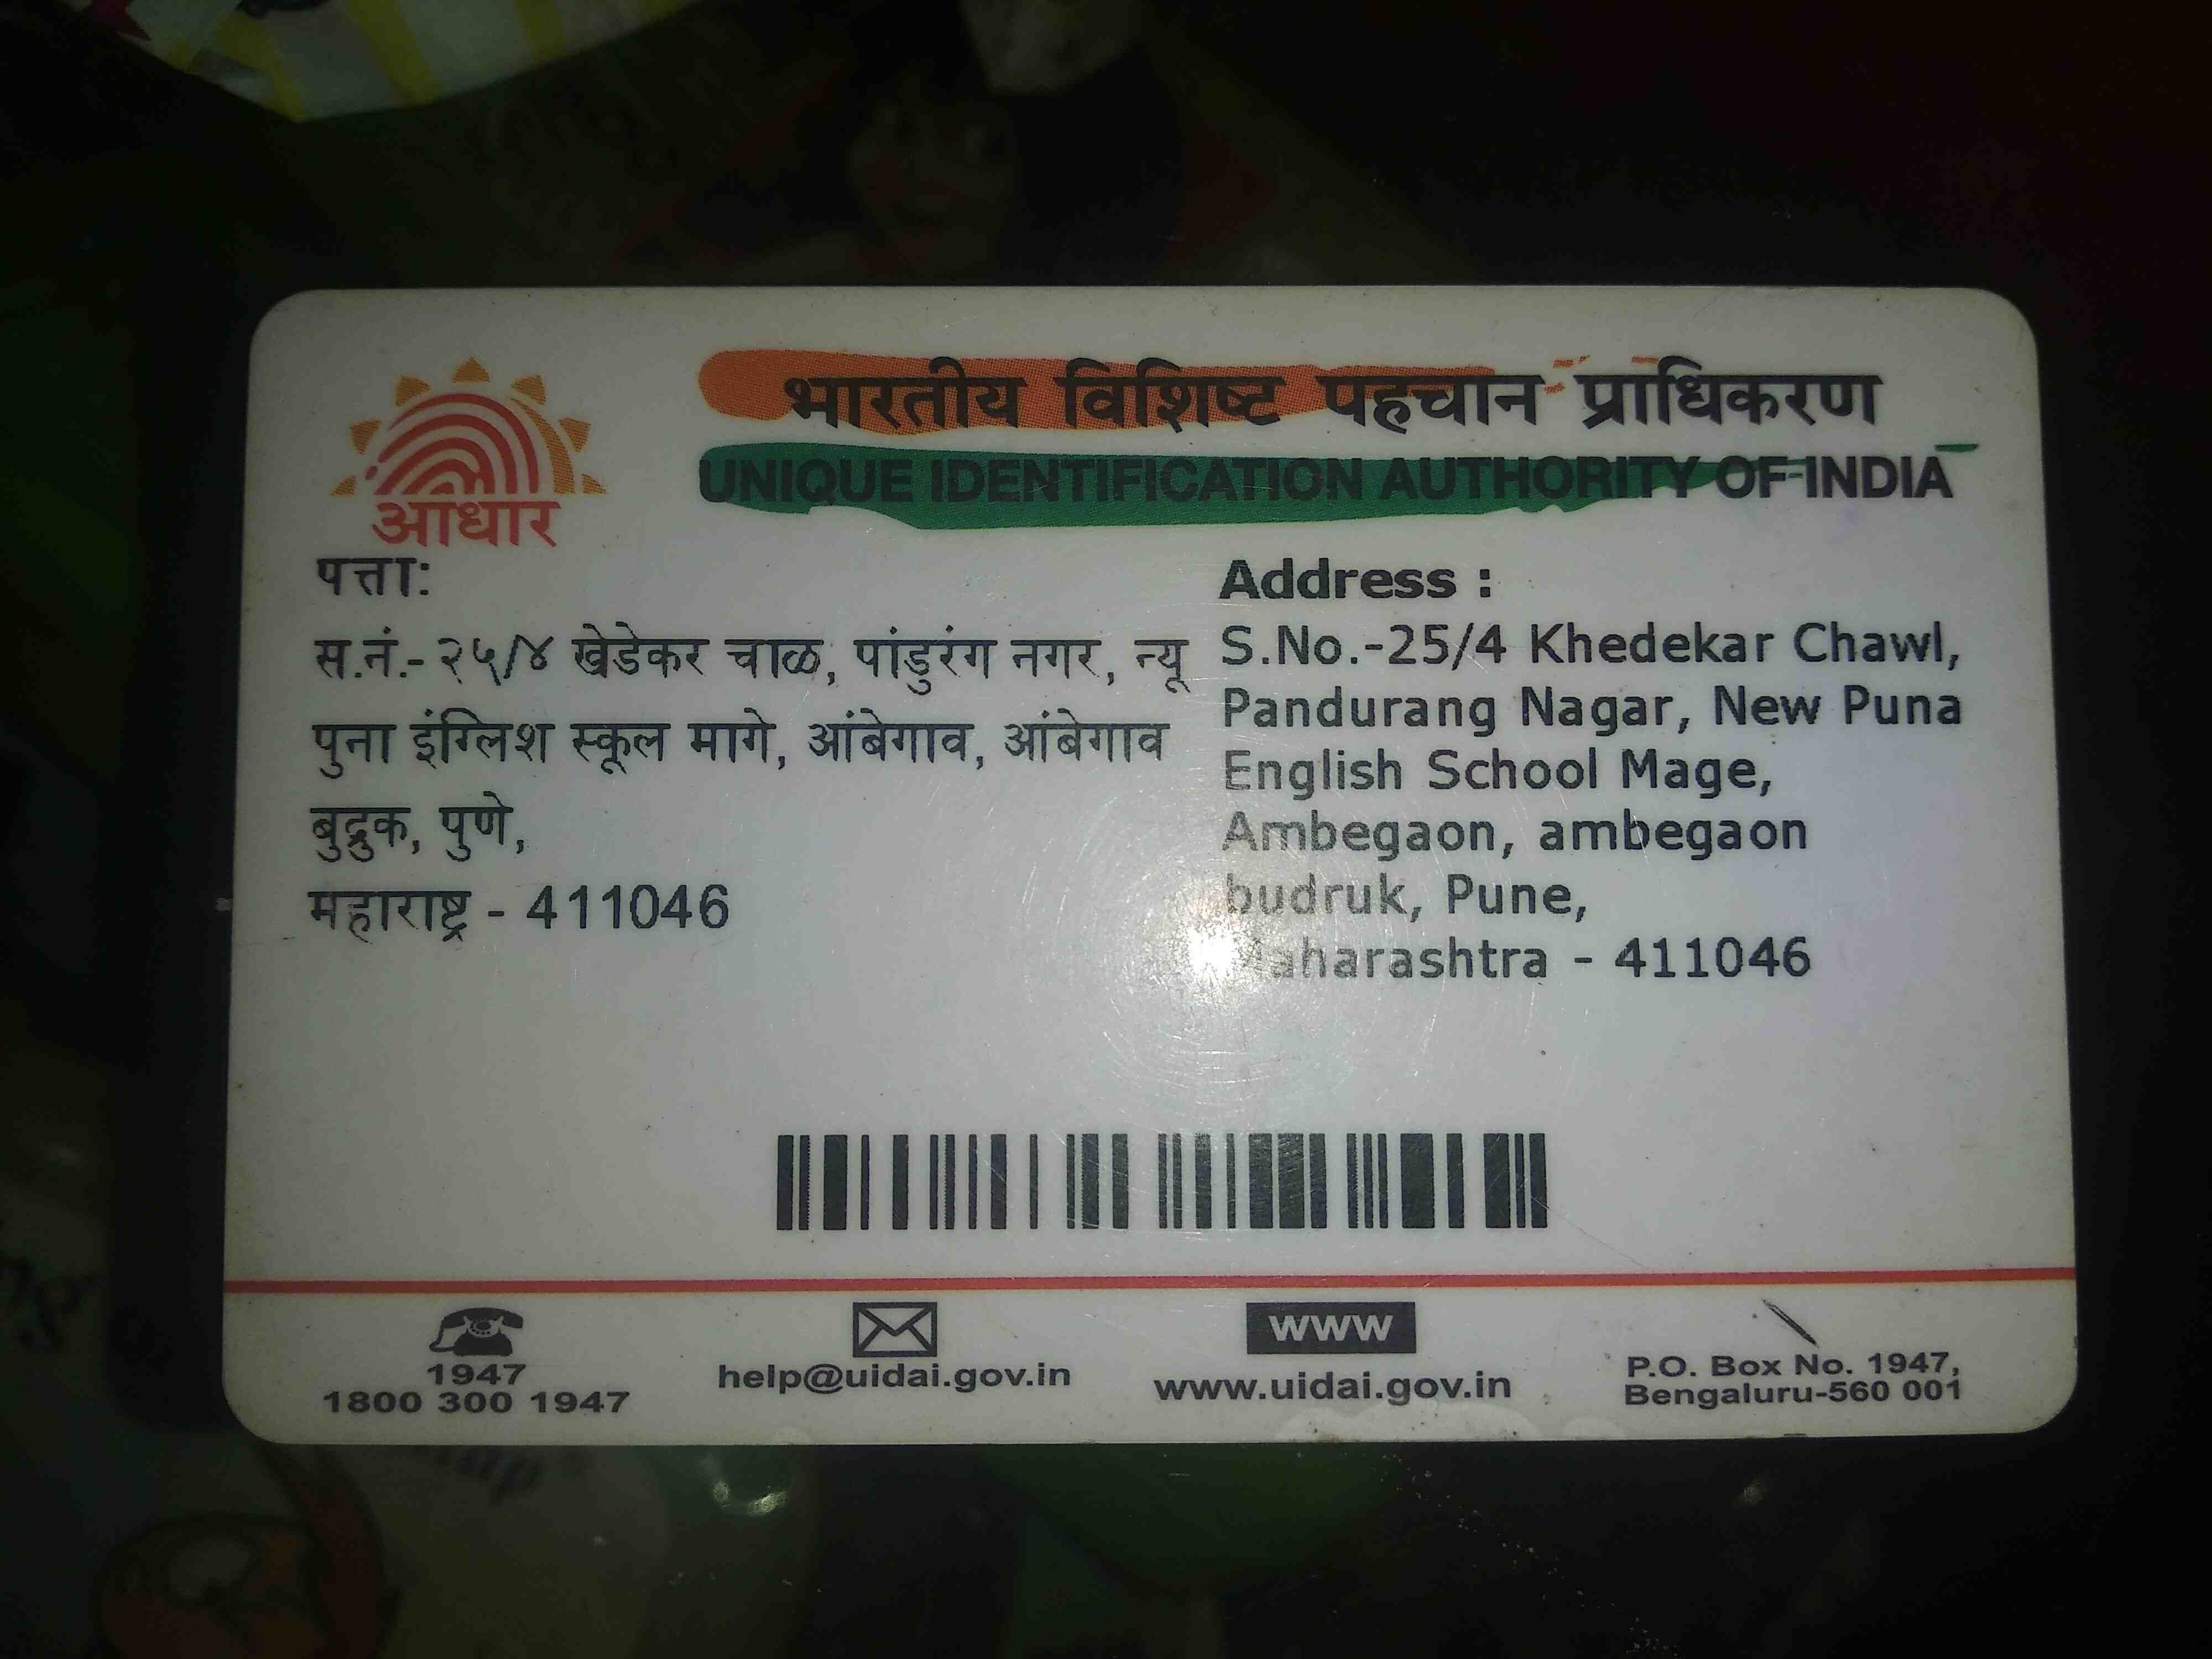 भारतीय विशिष्ट पहचान प्राधिकरण
UNIQUE IDENTIFICATION AUTHORITY OF INDIA
आधार
पत्ता:
स.नं.- २५/४ खेडेकर चाळ, पांडुरंग नगर, न्यू
पुना इंग्लिश स्कूल मागे, आंबेगाव, आंबेगाव
बुद्रुक, पुणे,
महाराष्ट्र - 411046
Address :
S.No.-25/4 Khedekar Chawl,
Pandurang Nagar, New Puna
English School Mage,
Ambegaon, ambegaon
budruk, Pune,
Maharashtra - 411046
1947
1800 300 1947
help@uidai.gov.in
www
www.uidai.gov.in
P.O. Box No. 1947,
Bengaluru-560 001